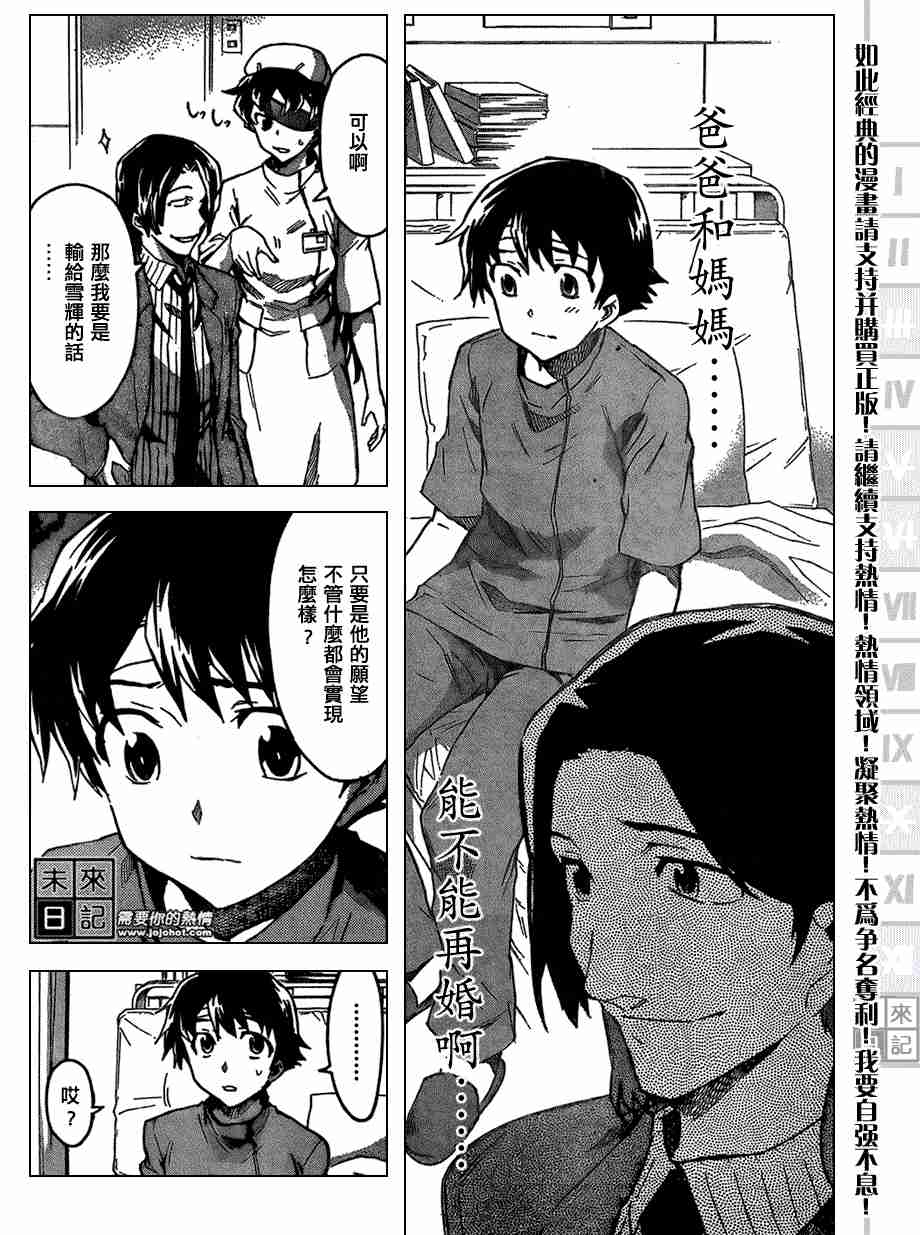 爸爸和媽媽……
能不能再婚啊………
可以啊
那麼我要是
輸給雪輝的話
……
只要是他的願望
不管什麼都會實現
怎麼樣？
……
哎？
未來
日記
需要你的熱情
www.jojohot.com
如此經典的漫畫請支持并購買正版！請繼續支持熱情！熱情領域！凝聚熱情！不爲争名奪利！我要自强不息！
I
II
IV
V
VI
VII
IX
X
XI
來
記